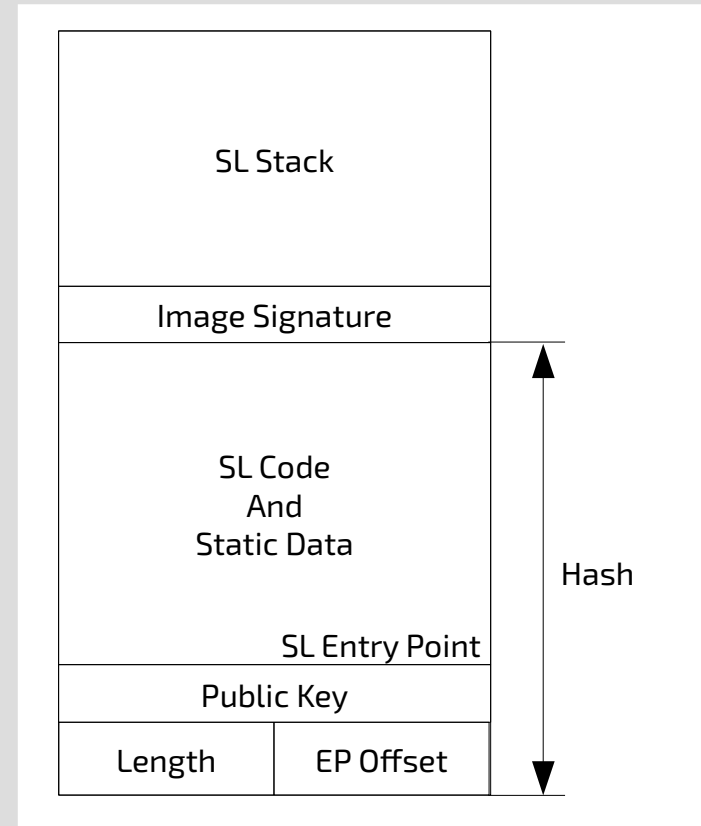 SL Stack
Image Signature
SL Code
And
Static Data
Hash
SL Entry Point
Public Key
Length
EP Offset